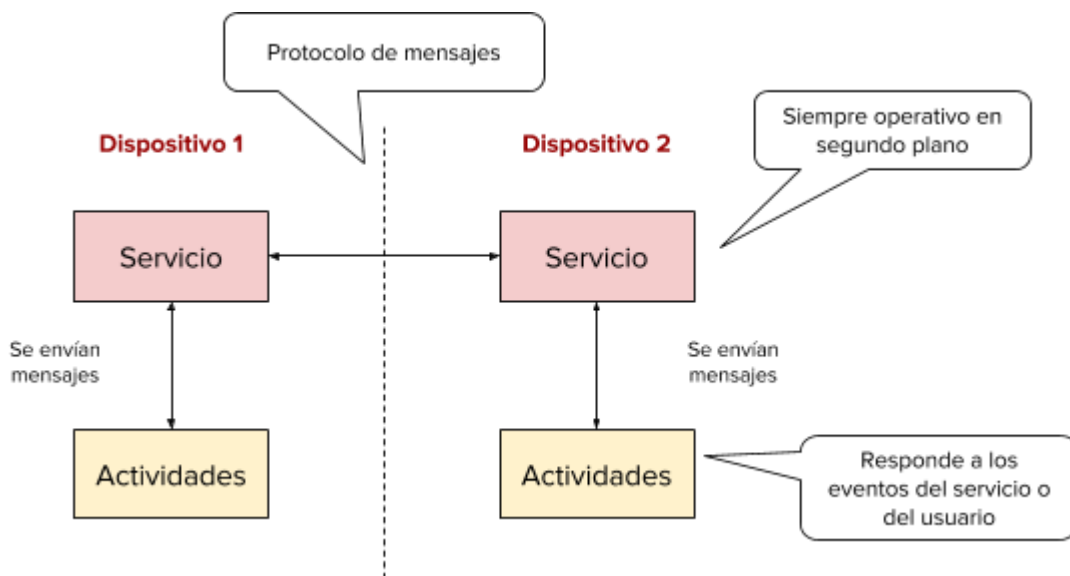 Protocolo de mensajes
Siempre operativo en
segundo plano
Dispositivo 1
Dispositivo 2
Servicio
Servicio
Se envían
mensajes
Se envían
mensajes
Actividades
Actividades
Responde a los
eventos del servicio o
del usuario